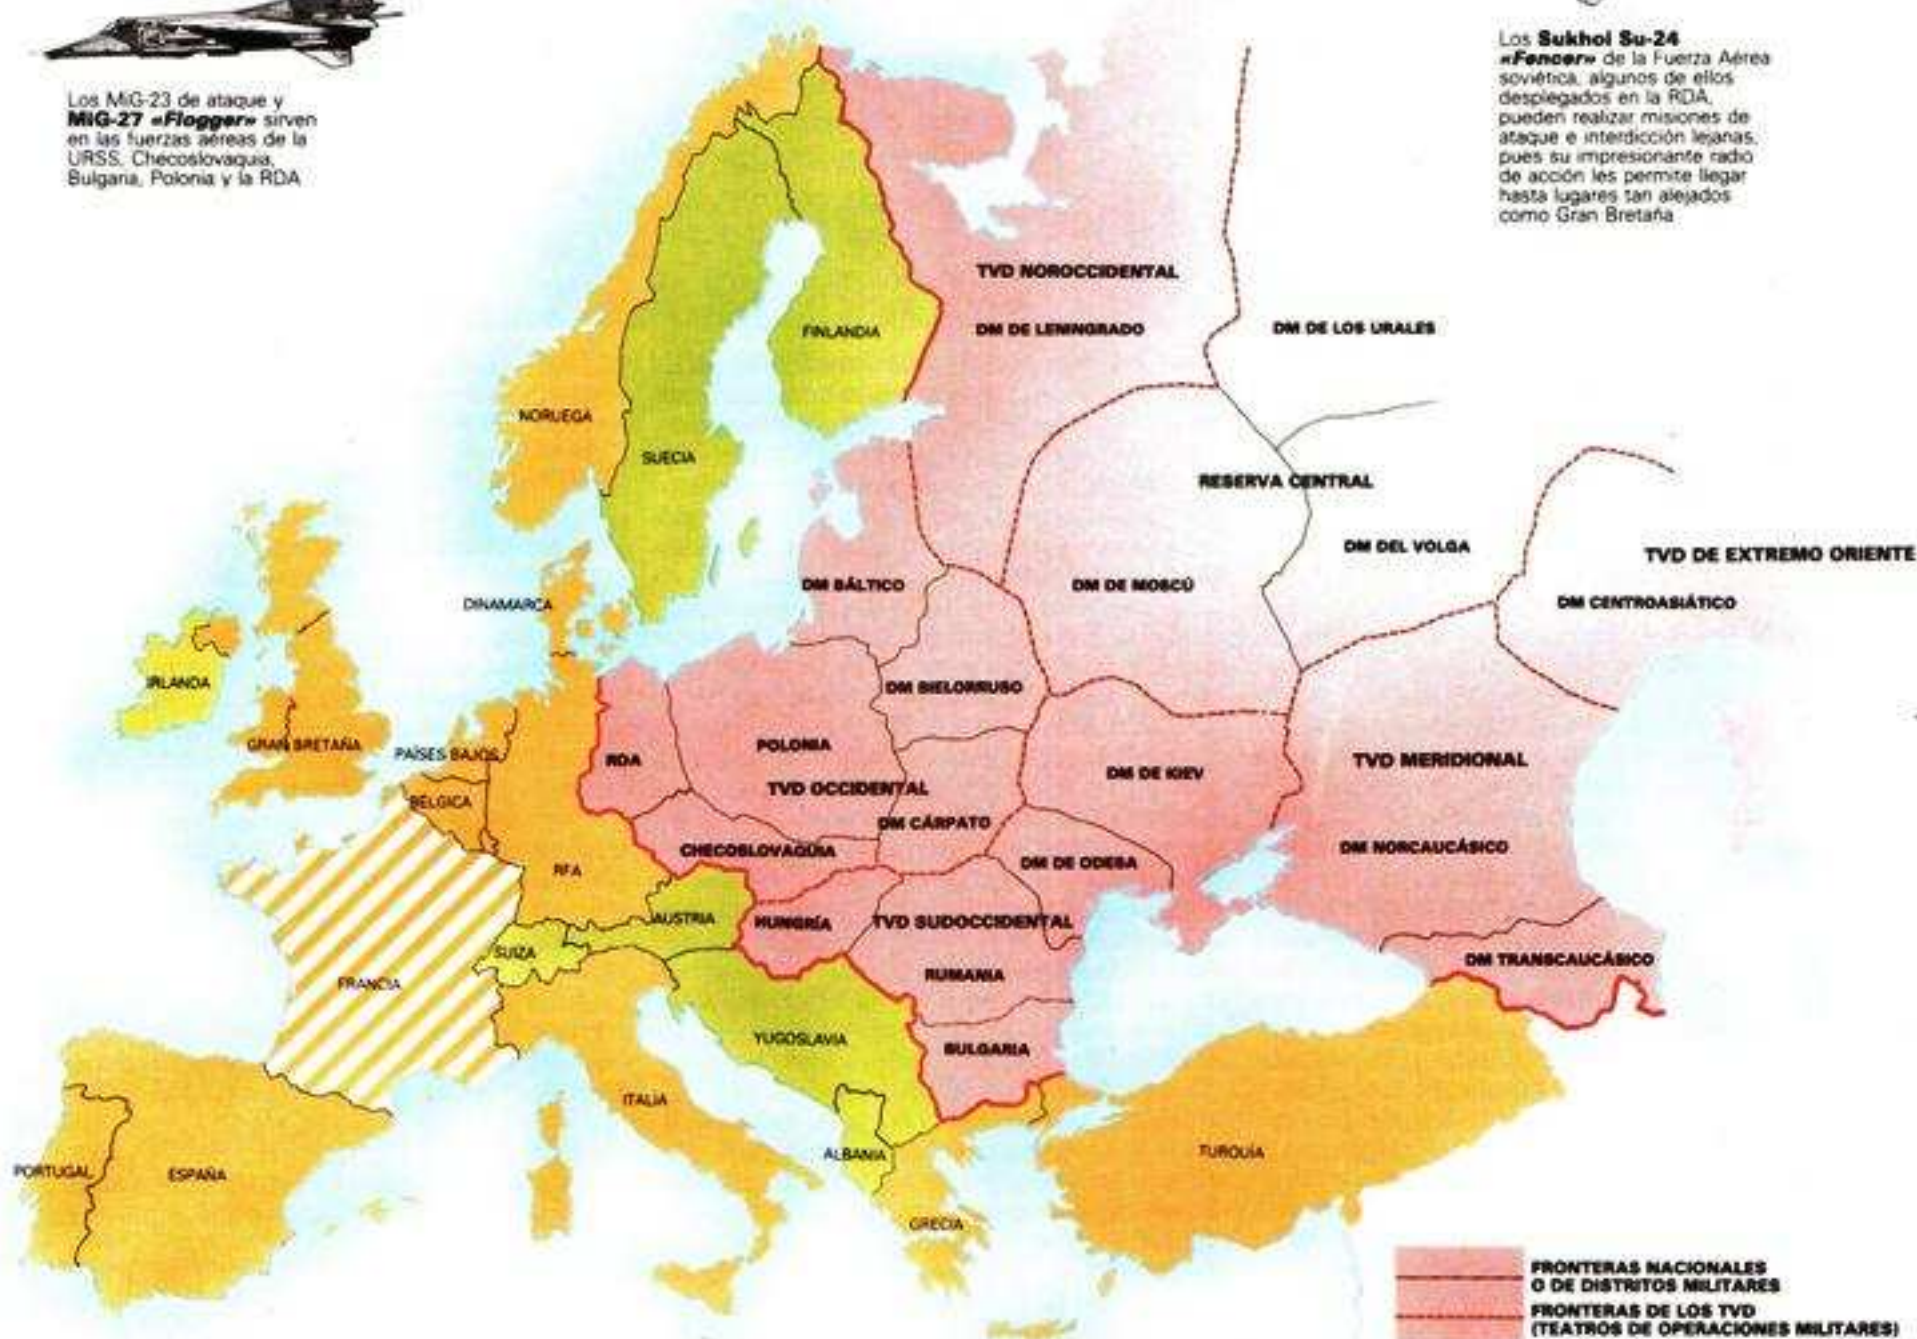 Los MiG-23 de ataque y
MiG-27 «Flogger» sirven
en las fuerzas aéreas de la
URSS, Checoslovaquia,
Bulgaria, Polonia y la RDA
Los Sukhoi Su-24
«Fencer» de la Fuerza Aérea
soviética, algunos de ellos
desplegados en la RDA,
pueden realizar misiones de
ataque e interdicción lejanas,
pues su impresionante radio
de acción les permite llegar
hasta lugares tan alejados
como Gran Bretaña
TVD NOROCCIDENTAL
DM DE LENINGRADO
DM DE LOS URALES
FINLANDIA
NORUEGA
SUECIA
RESERVA CENTRAL
DM DEL VOLGA
TVD DE EXTREMO ORIENTE
DM BÁLTICO
DM DE MOSCÚ
DM CENTROASIÁTICO
DINAMARCA
IRLANDA
DM BIELORRUSO
GRAN BRETAÑA
PAÍSES BAJOS
RDA
POLONIA
TVD OCCIDENTAL
DM DE KIEV
TVD MERIDIONAL
BÉLGICA
DM CÁRPATO
CHECOSLOVAQUIA
DM DE ODESA
DM NORCAUCÁSICO
RFA
AUSTRIA
HUNGRÍA
TVD SUDOCCIDENTAL
SUIZA
FRANCIA
RUMANIA
DM TRANSCAUCÁSICO
YUGOSLAVIA
BULGARIA
ITALIA
ALBANIA
TURQUÍA
PORTUGAL
ESPAÑA
GRECIA
FRONTERAS NACIONALES
O DE DISTRITOS MILITARES
FRONTERAS DE LOS TVD
(TEATROS DE OPERACIONES MILITARES)